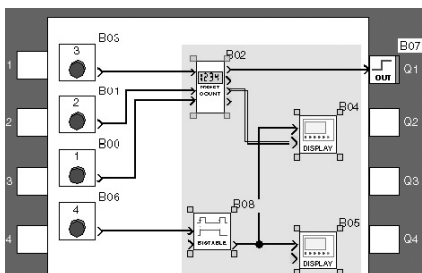 B03
3
B02
B07
1
1234
PRESET
COUNT
OUT
Q1
B01
2
B04
2
Q2
DISPLAY
B00
1
3
Q3
B06
4
B08
B05
4
BISTABLE
Q4
DISPLAY